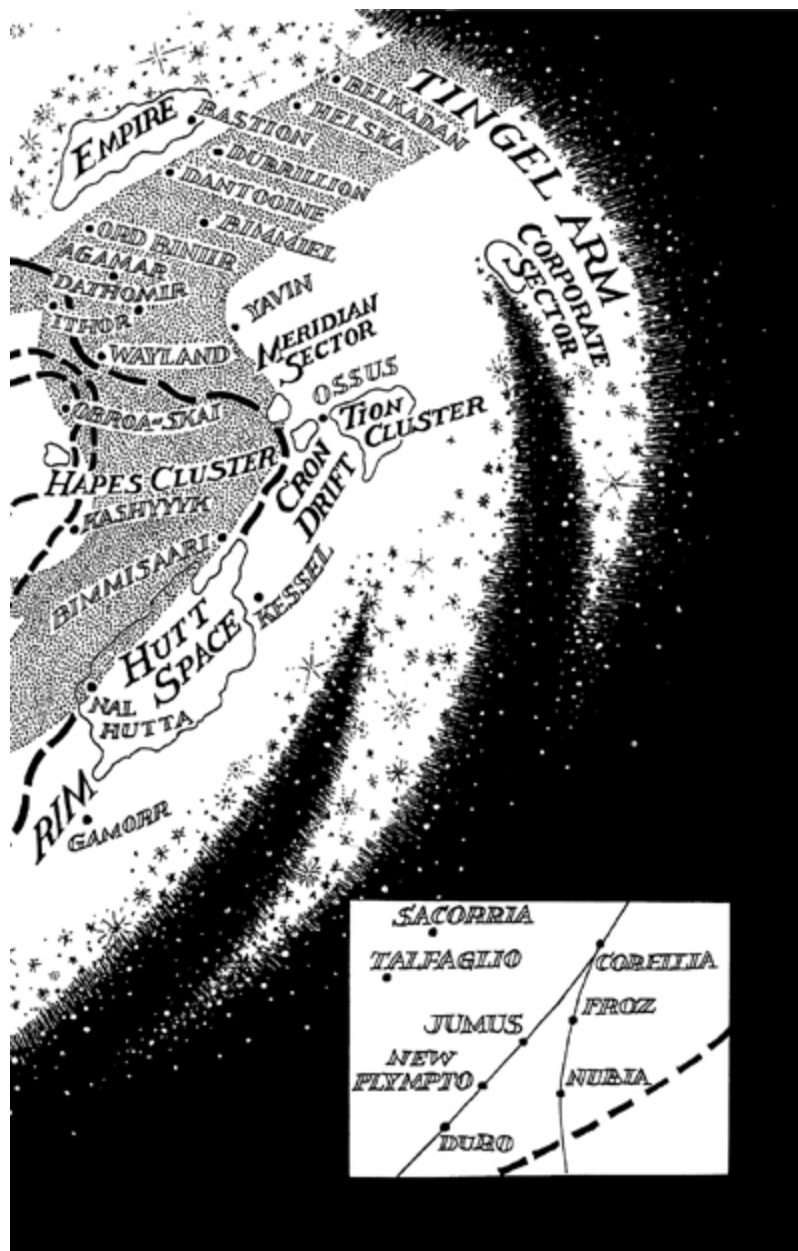 TINGEL ARM
BELKADAN
HELSKA
EMPIRE
BASTION
DUBRILLION
DANTOOINE
BIMMIEL
ORD BINIIR
AGAMAR
DATHOMIR
ITHOR
YAVIN
CORPORATE
SECTOR
MERIDIAN
SECTOR
WAYLAND
OSSUS
TION
CLUSTER
OBROA-SKAI
HAPES CLUSTER
CRON
DRIFT
KASHYYYK
BIMMISAARI
KESSEL
HUTT
SPACE
NAL
HUTTA
RIM
GAMORR
SACORRIA
TALFAGLIO
CORELLIA
FROZ
JUMUS
NEW
PLYMPTO
NUBIA
DURO